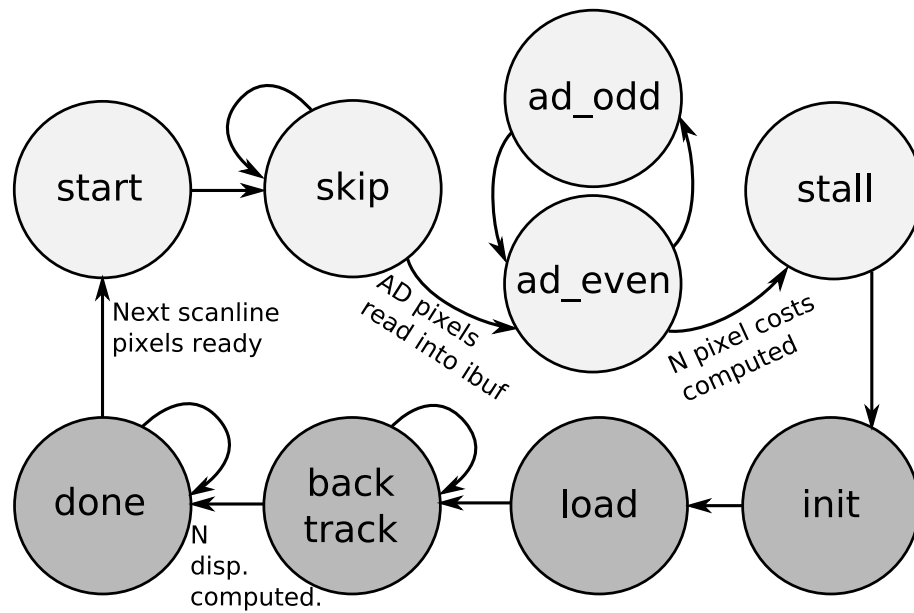 ad_odd
start
skip
stall
ad_even
AD pixels
read into ibuf
N pixel costs
computed
Next scanline
pixels ready
done
back
track
load
init
N
disp.
computed.